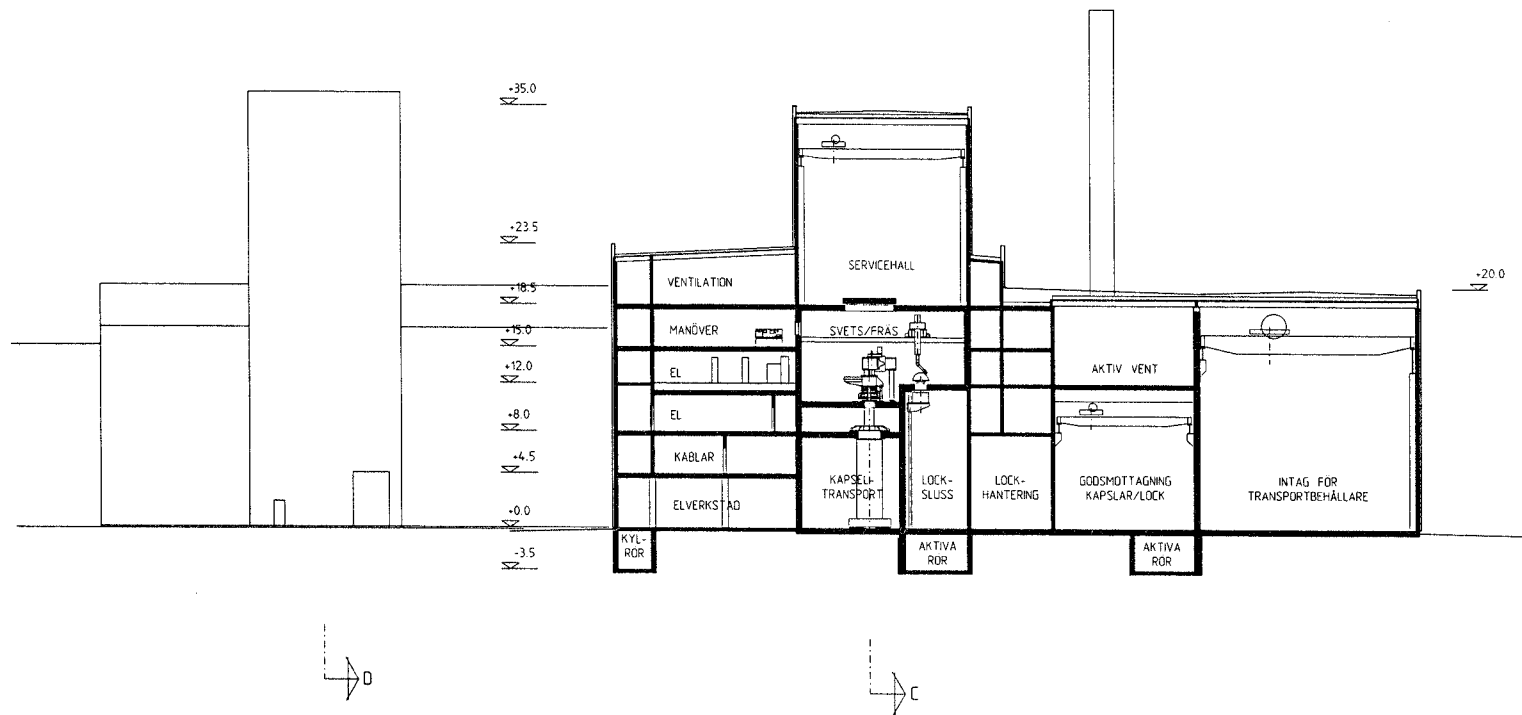 +35.0
+23.5
SERVICEHALL
+20.0
VENTILATION
+18.5
MANÖVER
SVETS/FRÄS
+15.0
EL
AKTIV VENT
+12.0
EL
+8.0
KABLAR
+4.5
KAPSEL-
TRANSPORT
LOCK-
SLUSS
LOCK-
HANTERING
GODSMOTTAGNING
KAPSLAR/LOCK
INTAG FÖR
TRANSPORTBEHÅLLARE
ELVERKSTAD
+0.0
KYL-
RÖR
AKTIVA
RÖR
AKTIVA
RÖR
-3.5
D
C